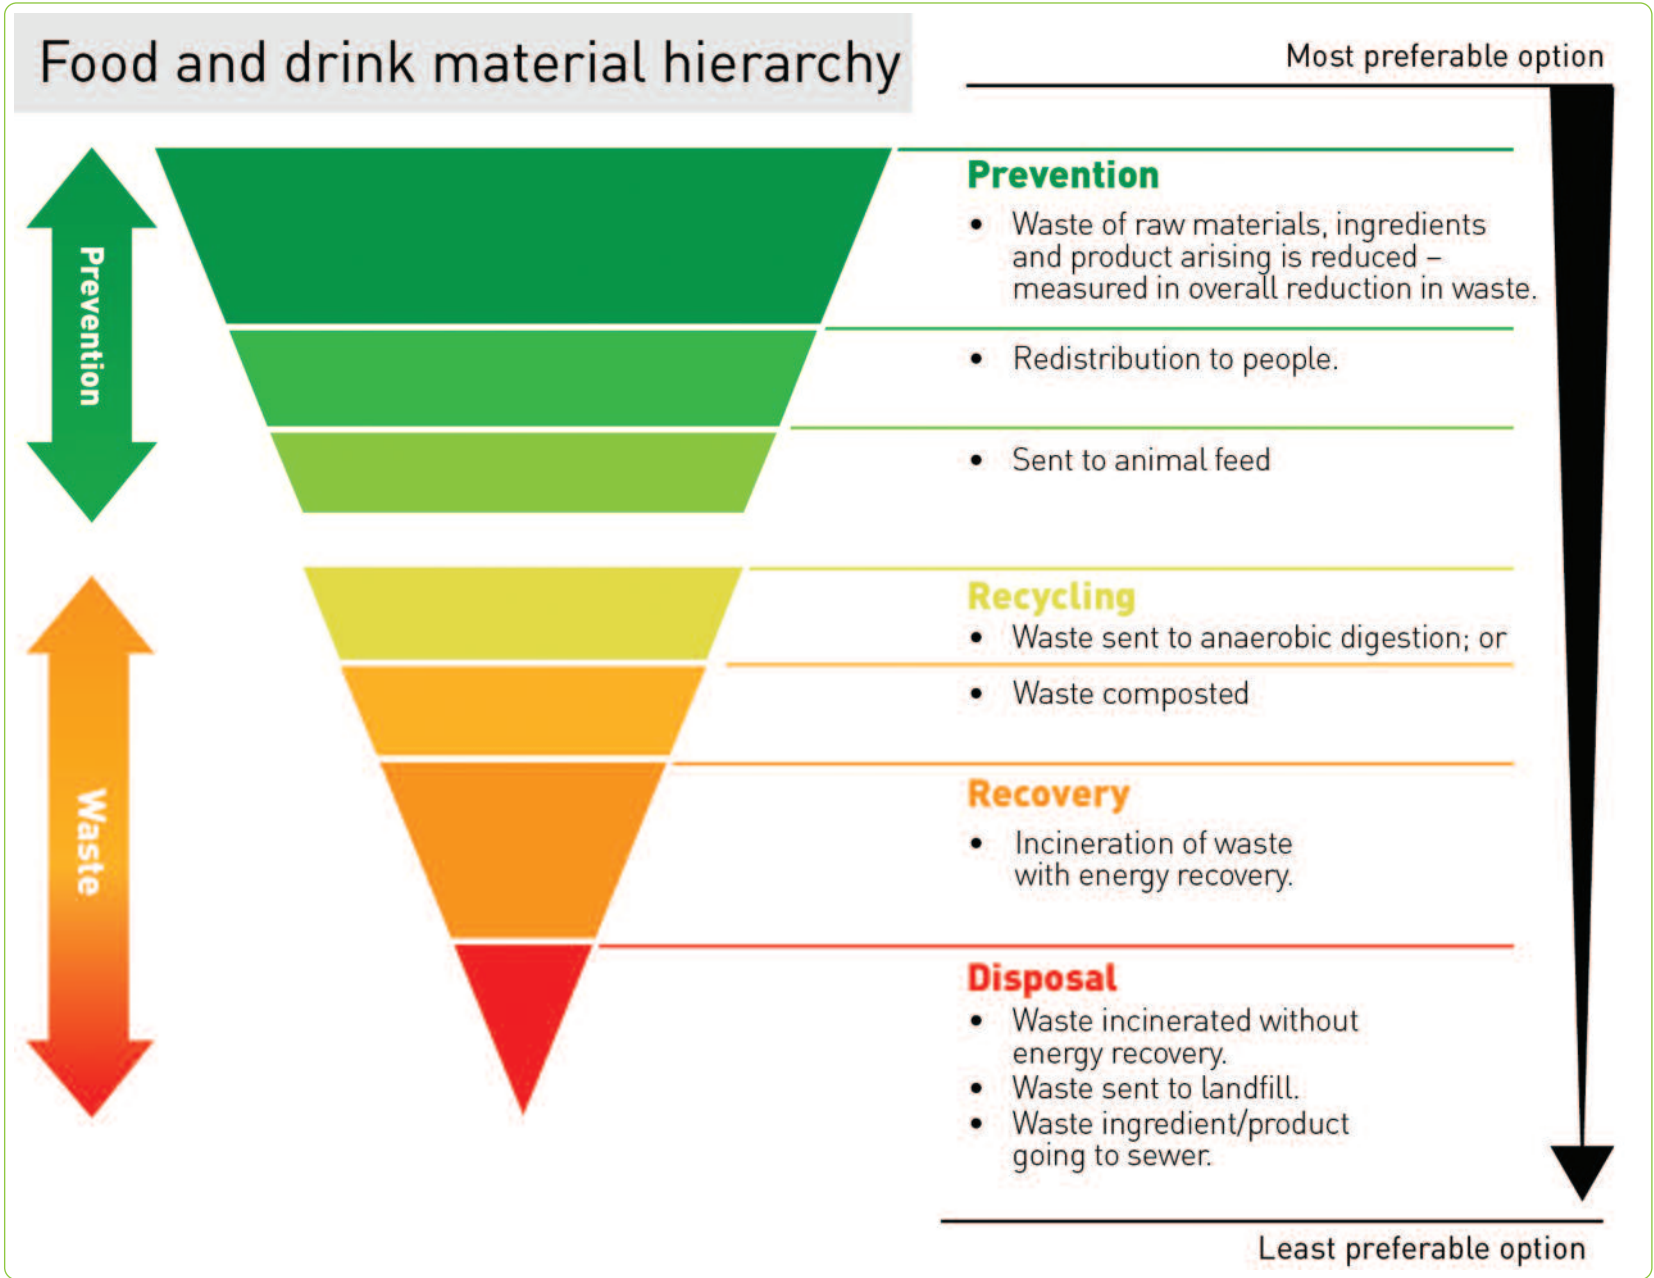 Food and drink material hierarchy
Most preferable option
Prevention
Prevention
• Waste of raw materials, ingredients
and product arising is reduced –
measured in overall reduction in waste.
• Redistribution to people.
• Sent to animal feed
Waste
Recycling
• Waste sent to anaerobic digestion; or
• Waste composted
Recovery
• Incineration of waste
with energy recovery.
Disposal
• Waste incinerated without
energy recovery.
• Waste sent to landfill.
• Waste ingredient/product
going to sewer.
Least preferable option